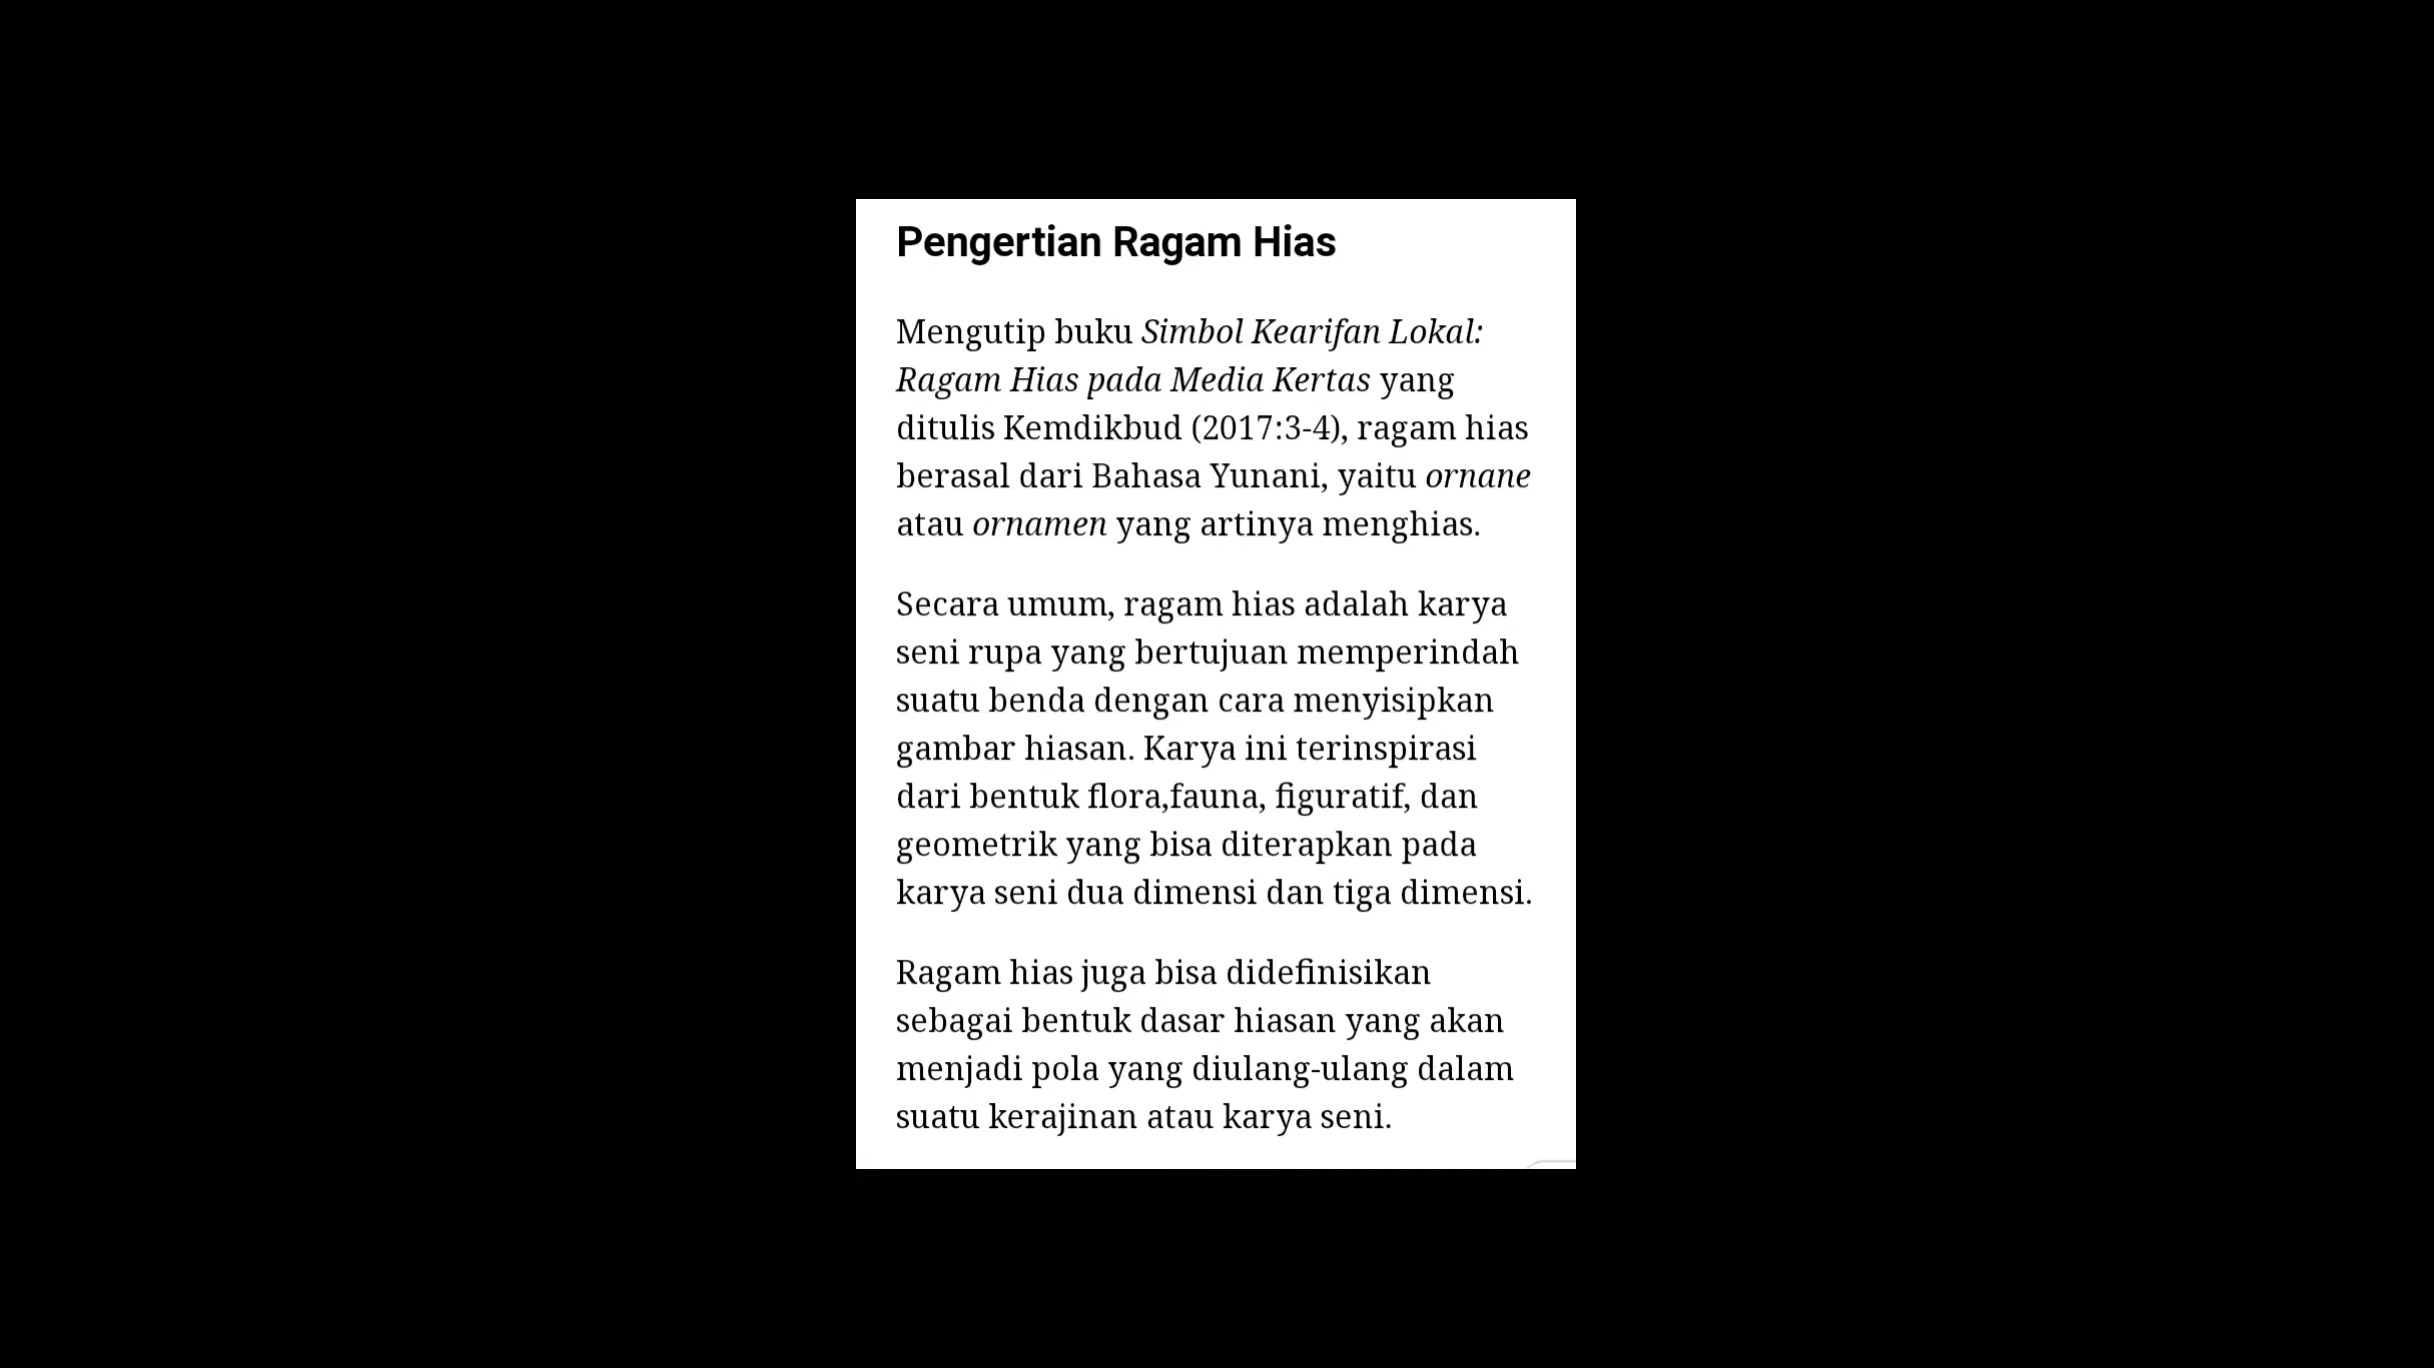 Pengertian Ragam Hias
Mengutip buku Simbol Kearifan Lokal:
Ragam Hias pada Media Kertas yang
ditulis Kemdikbud (2017:3-4), ragam hias
berasal dari Bahasa Yunani, yaitu ornane
atau ornamen yang artinya menghias.
Secara umum, ragam hias adalah karya
seni rupa yang bertujuan memperindah
suatu benda dengan cara menyisipkan
gambar hiasan. Karya ini terinspirasi
dari bentuk flora,fauna, figuratif, dan
geometrik yang bisa diterapkan pada
karya seni dua dimensi dan tiga dimensi.
Ragam hias juga bisa didefinisikan
sebagai bentuk dasar hiasan yang akan
menjadi pola yang diulang-ulang dalam
suatu kerajinan atau karya seni.